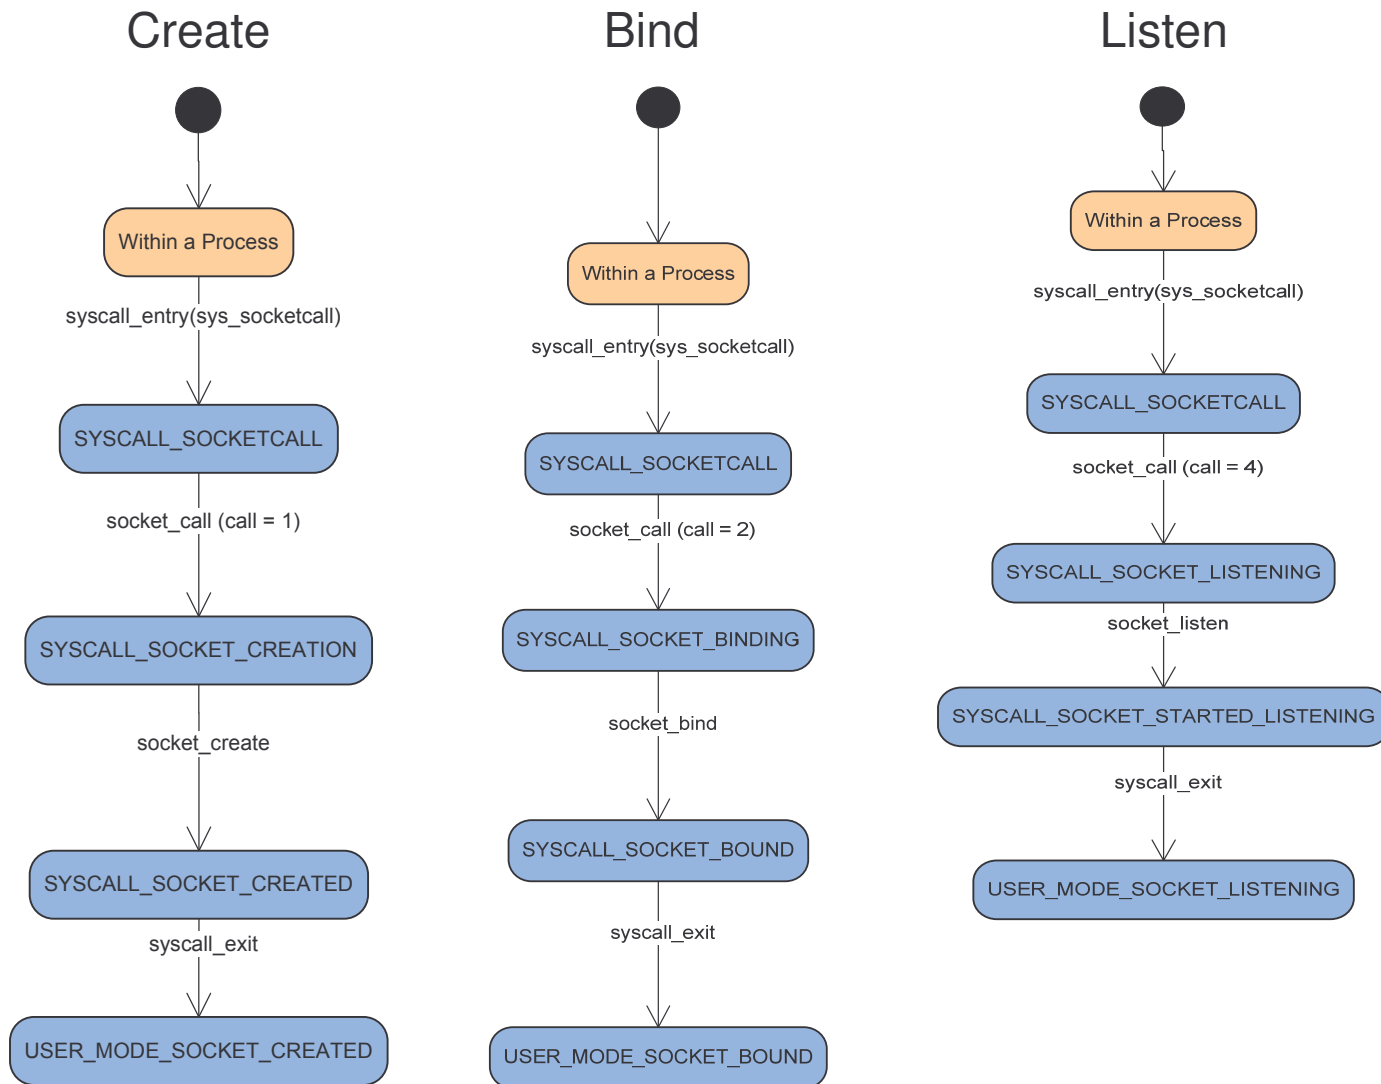 Create
Within a Process
syscall_entry(sys_socketcall)
SYSCALL_SOCKETCALL
socket_call (call = 1)
SYSCALL_SOCKET_CREATION
socket_create
SYSCALL_SOCKET_CREATED
syscall_exit
USER_MODE_SOCKET_CREATED
Bind
Within a Process
syscall_entry(sys_socketcall)
SYSCALL_SOCKETCALL
socket_call (call = 2)
SYSCALL_SOCKET_BINDING
socket_bind
SYSCALL_SOCKET_BOUND
syscall_exit
USER_MODE_SOCKET_BOUND
Listen
Within a Process
syscall_entry(sys_socketcall)
SYSCALL_SOCKETCALL
socket_call (call = 4)
SYSCALL_SOCKET_LISTENING
socket_listen
SYSCALL_SOCKET_STARTED_LISTENING
syscall_exit
USER_MODE_SOCKET_LISTENING